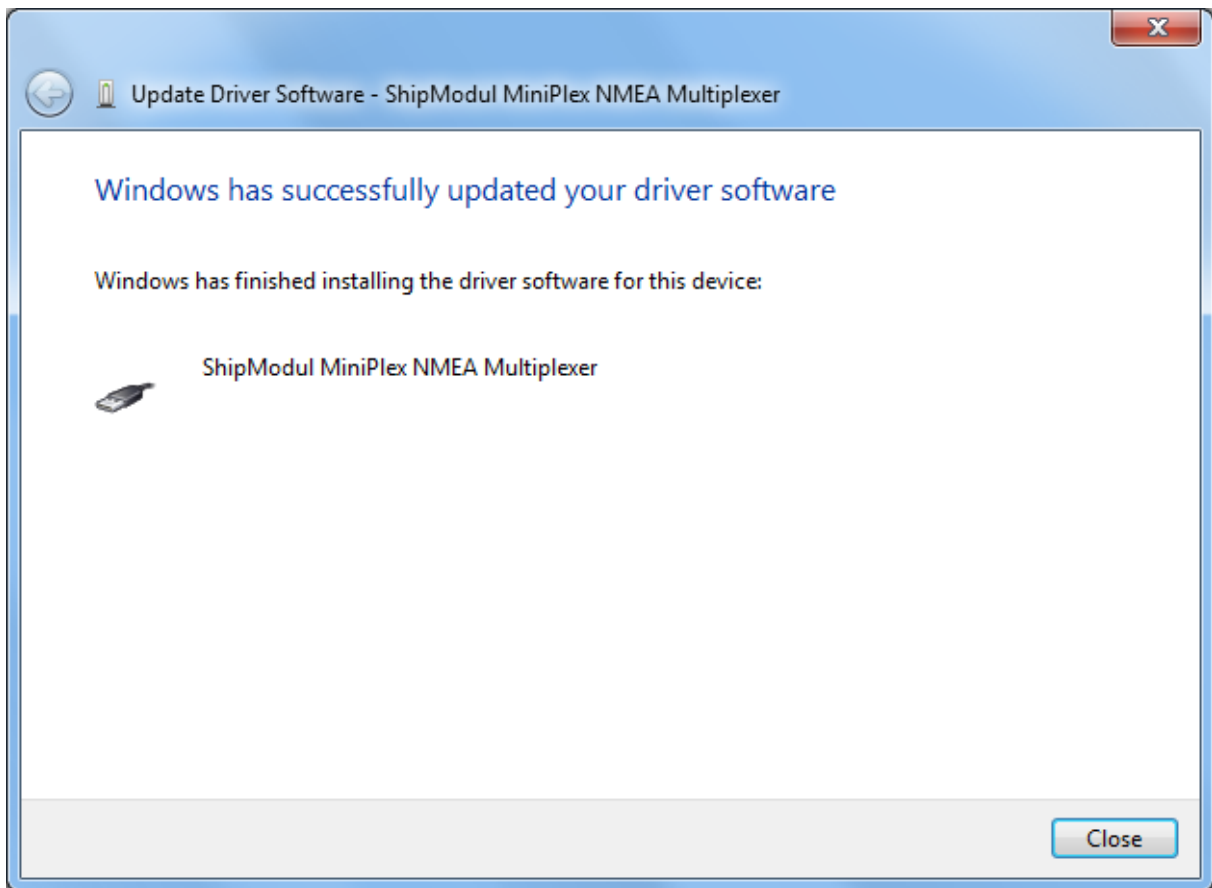 Update Driver Software - ShipModul MiniPlex NMEA Multiplexer
Windows has successfully updated your driver software
Windows has finished installing the driver software for this device:
ShipModul MiniPlex NMEA Multiplexer
Close